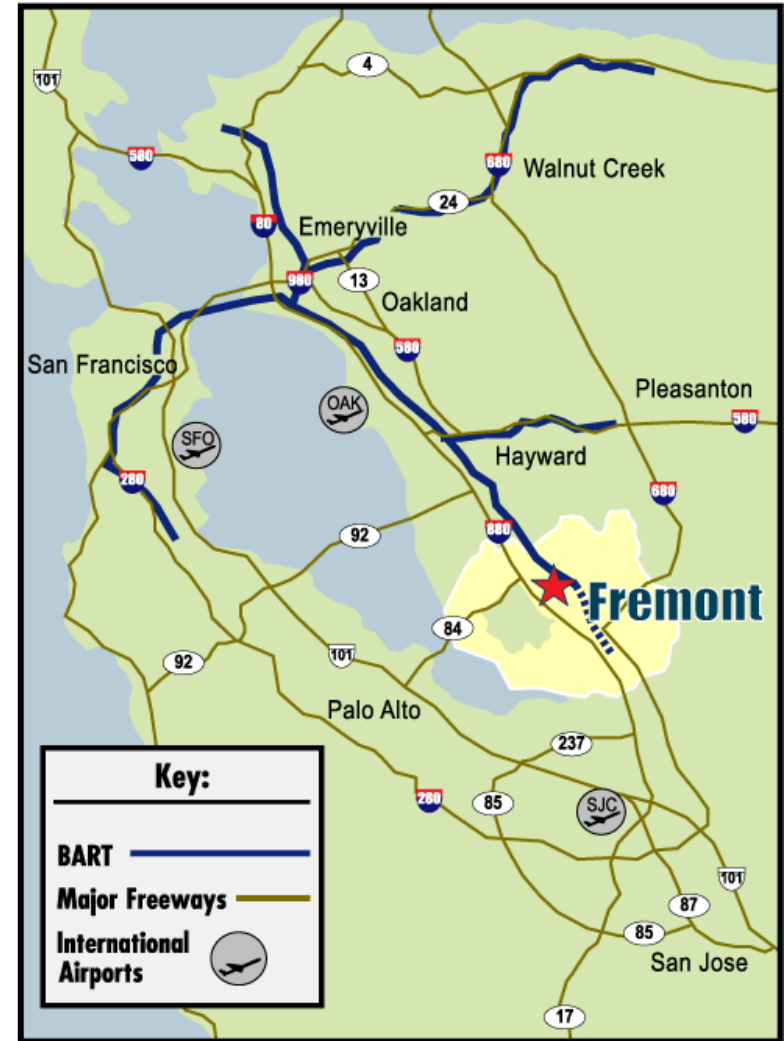 101
4
580
680
Walnut Creek
24
80
Emeryville
980
13
Oakland
580
San Francisco
OAK
Pleasanton
580
SFO
Hayward
280
680
880
92
Fremont
84
101
92
Palo Alto
237
Key:
85
SJC
280
BART
101
Major Freeways
87
International
Airports
85
San Jose
17